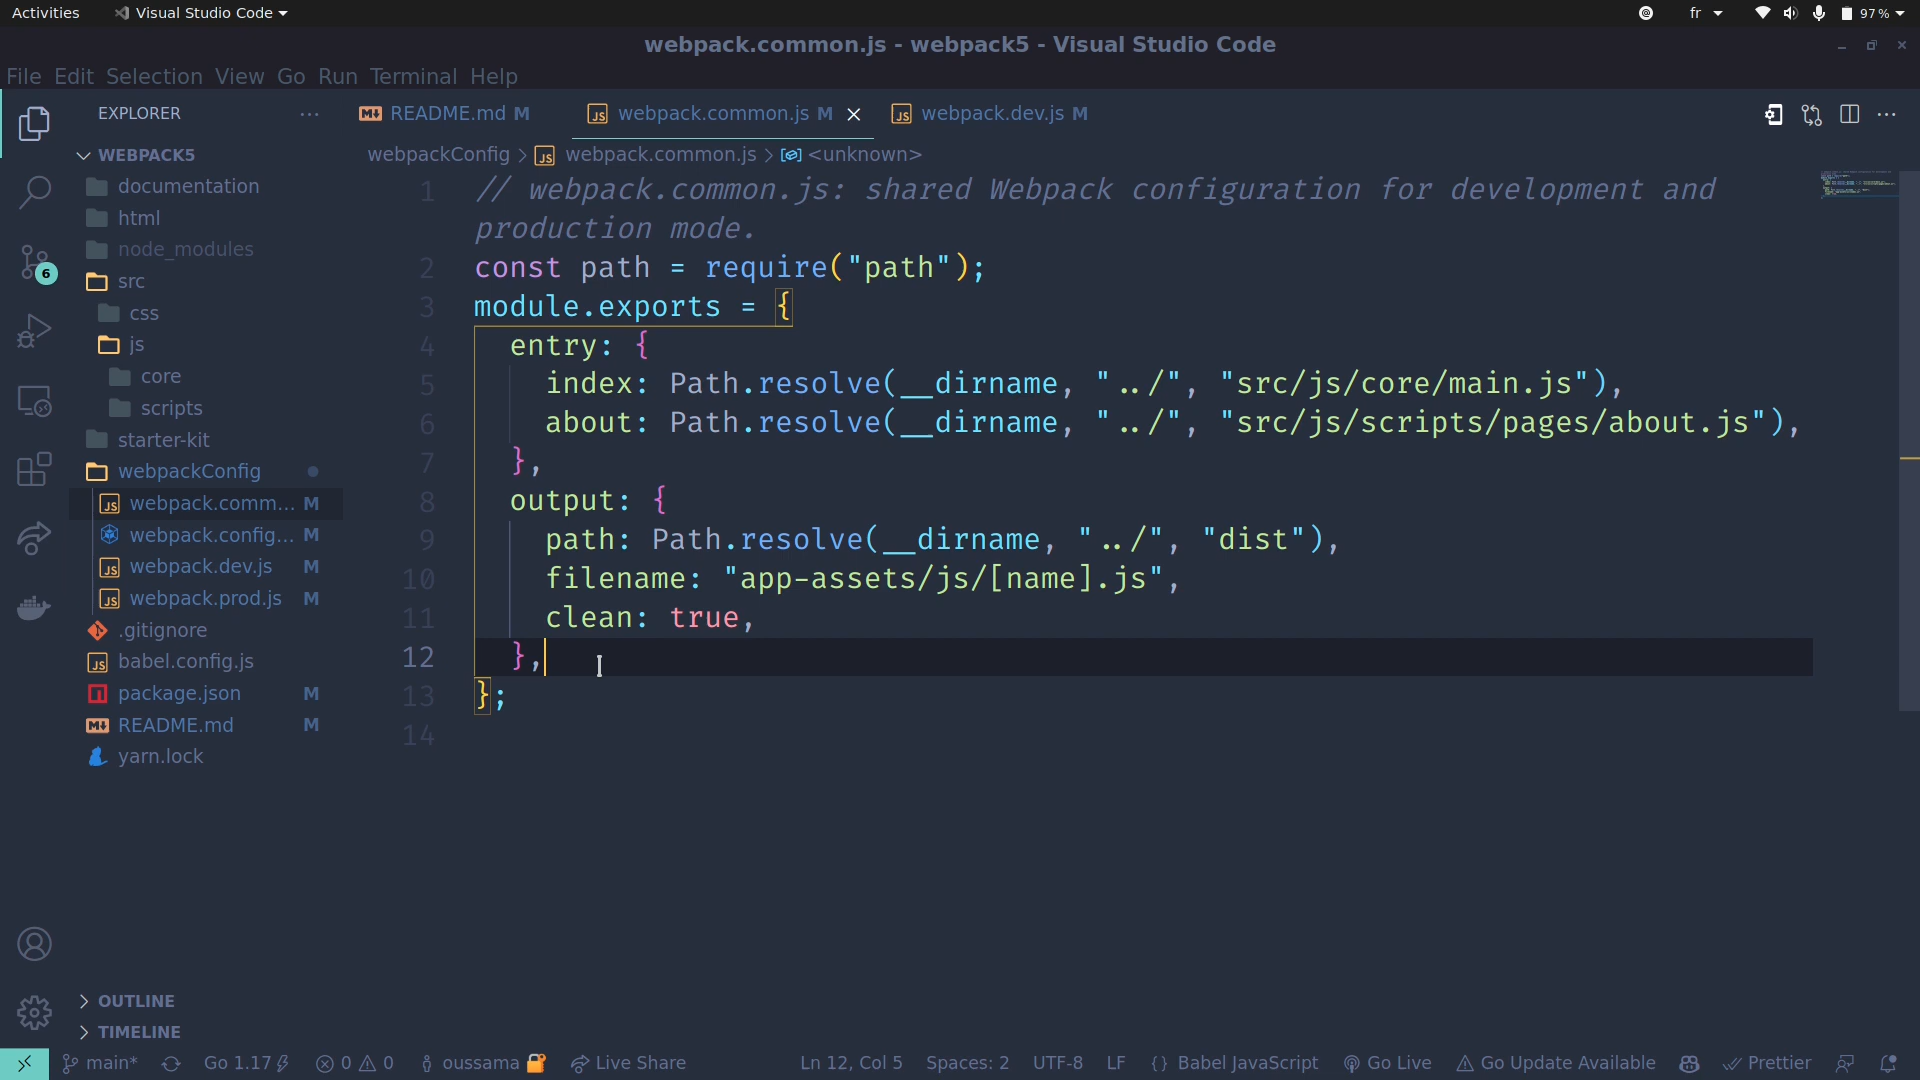 Activities
Visual Studio Code
fr
97 %
webpack.common.js - webpack5 - Visual Studio Code
File Edit Selection View Go Run Terminal Help
EXPLORER
README.md M
webpack.common.js M
webpack.dev.js M
WEBPACK5
documentation
html
node_modules
src
css
js
core
scripts
starter-kit
webpackConfig
webpack.comm... M
webpack.config... M
webpack.dev.js M
webpack.prod.js M
.gitignore
babel.config.js
package.json M
README.md M
yarn.lock
6
OUTLINE
TIMELINE
webpackConfig > webpack.common.js > <unknown>
1 // webpack.common.js: shared Webpack configuration for development and
production mode.
2 const path = require("path");
3 module.exports = {
4 entry: {
5 index: Path.resolve(__dirname, "../", "src/js/core/main.js"),
6 about: Path.resolve(__dirname, "../", "src/js/scripts/pages/about.js"),
7 },
8 output: {
9 path: Path.resolve(__dirname, "../", "dist"),
10 filename: "app-assets/js/[name].js",
11 clean: true,
12 },
13 };
14
main* Go 1.17 0 0 oussama Live Share Ln 12, Col 5 Spaces: 2 UTF-8 LF {} Babel JavaScript Go Live Go Update Available Prettier